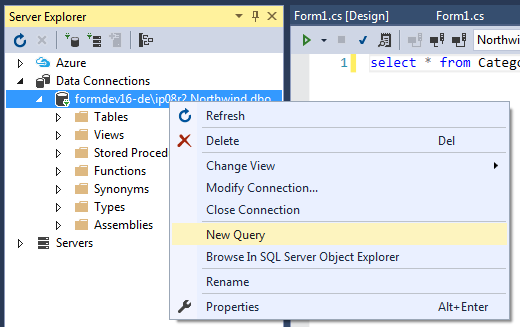 Server Explorer
Azure
Data Connections
formdev16-de\ip08r2.Northwind.dbo
Tables
Views
Stored Proced
Functions
Synonyms
Types
Assemblies
Servers
Form1.cs [Design]
Form1.cs
Northwi
1 select * from Catego
Refresh
Delete Del
Change View
Modify Connection...
Close Connection
New Query
Browse In SQL Server Object Explorer
Rename
Properties Alt+Enter